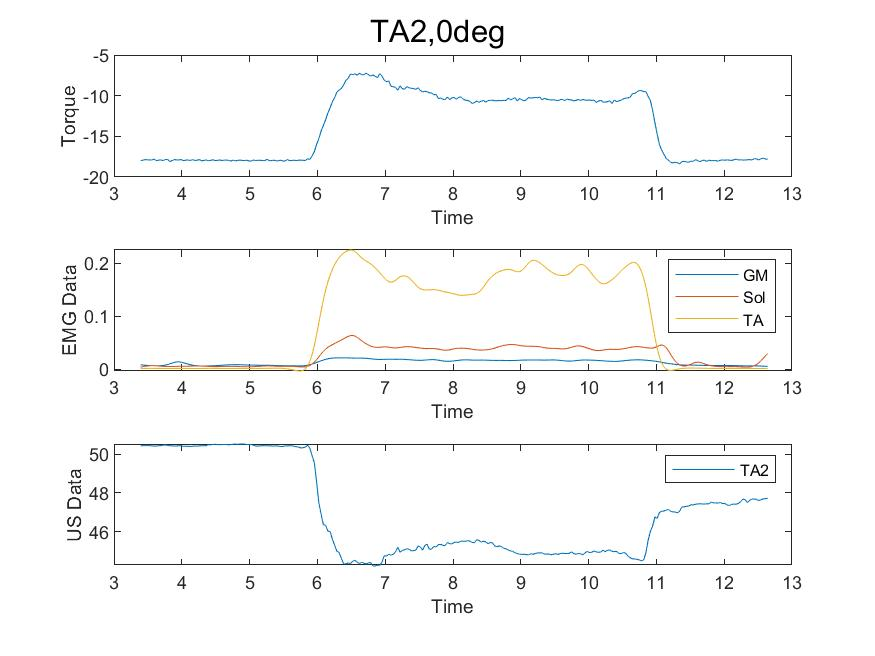 TA2,0deg
-5
-10
-15
-20
Torque
3 4 5 6 7 8 9 10 11 12 13
Time
0.2
0.1
0
EMG Data
GM
Sol
TA
3 4 5 6 7 8 9 10 11 12 13
Time
50
48
46
US Data
TA2
3 4 5 6 7 8 9 10 11 12 13
Time